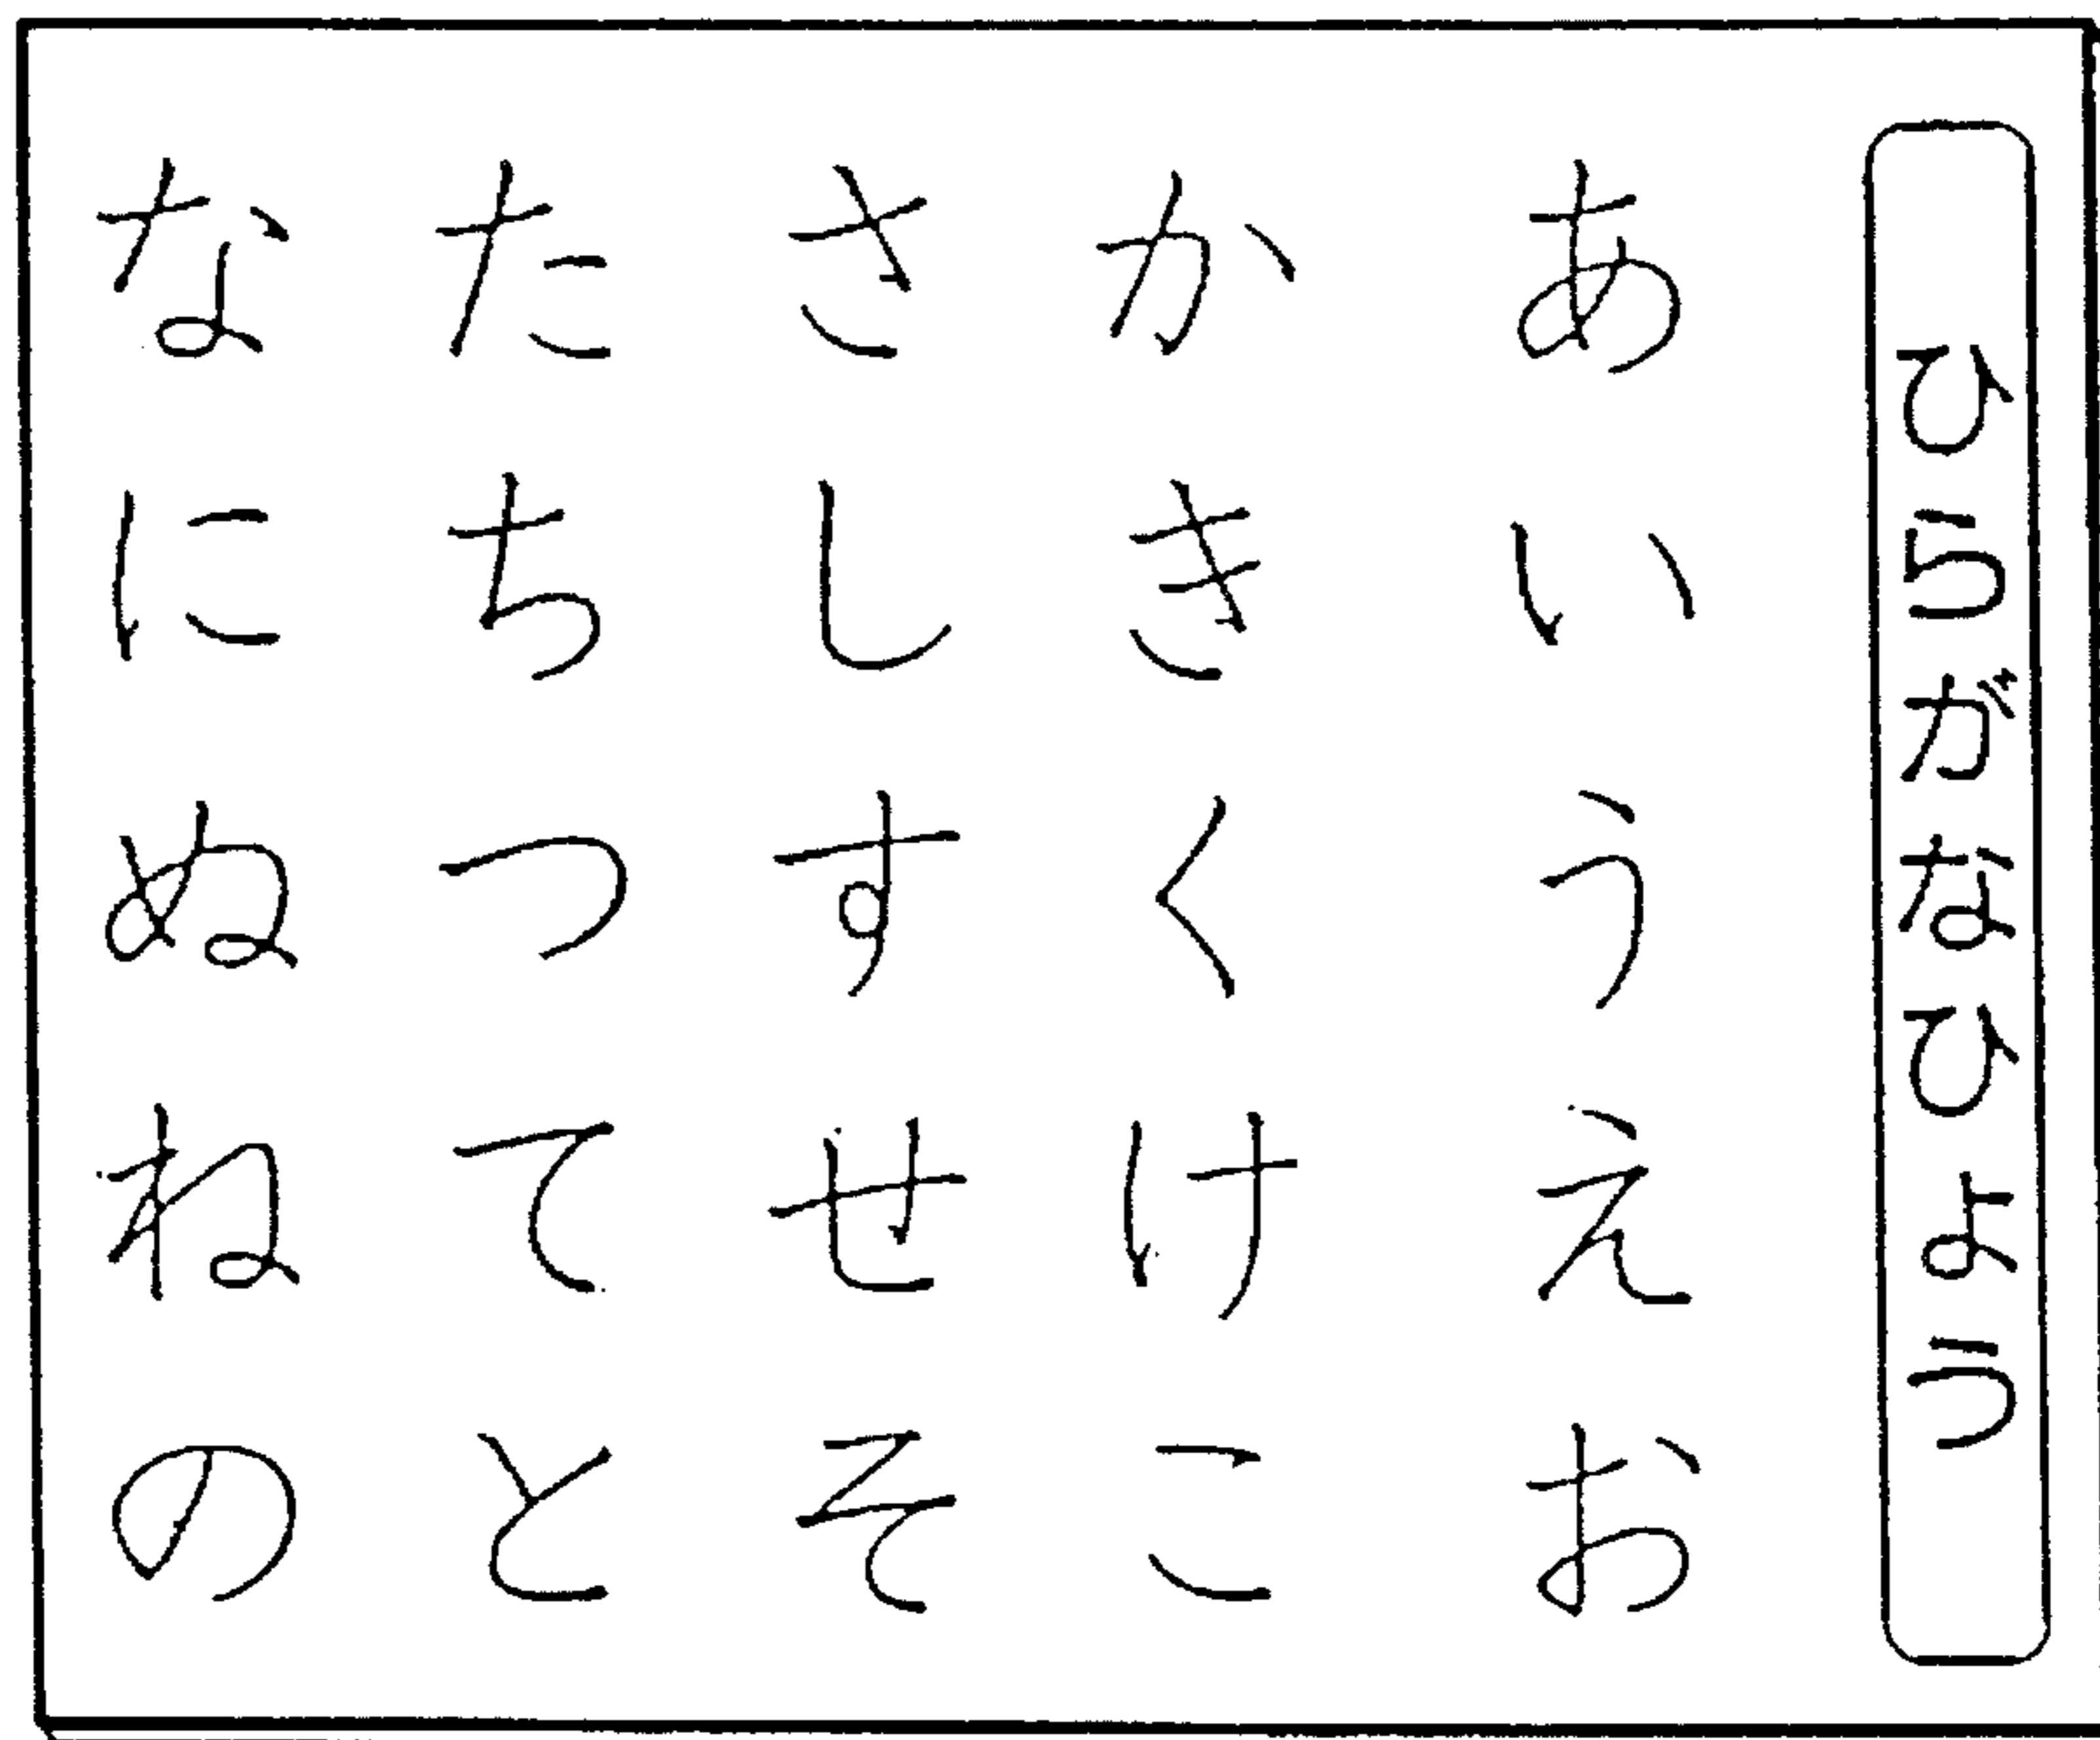 ひらがなひょう
あいうえお
かきくけこ
さしすせそ
たちつてと
なにぬねの